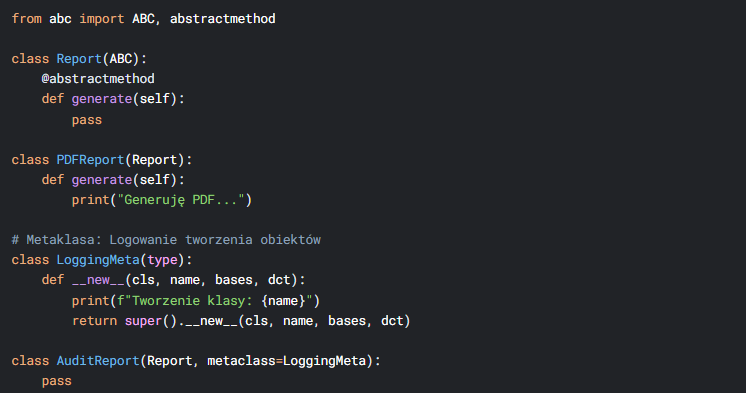 from abc import ABC, abstractmethod
class Report(ABC):
    @abstractmethod
    def generate(self):
        pass
class PDFReport(Report):
    def generate(self):
        print("Generuję PDF...")
# Metaklasa: Logowanie tworzenia obiektów
class LoggingMeta(type):
    def __new__(cls, name, bases, dct):
        print(f"Tworzenie klasy: {name}")
        return super().__new__(cls, name, bases, dct)
class AuditReport(Report, metaclass=LoggingMeta):
    pass